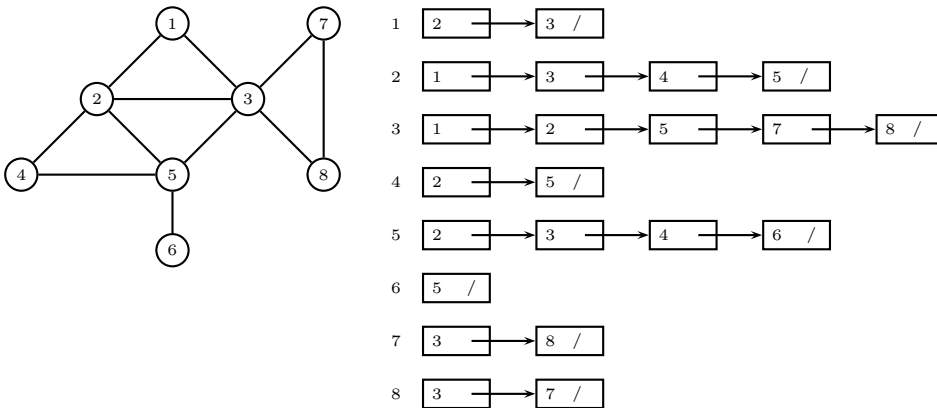 1 7
2 3
4 5 8
6
1 2 3 /
2 1 3 4 5 /
3 1 2 5 7 8 /
4 2 5 /
5 2 3 4 6 /
6 5 /
7 3 8 /
8 3 7 /